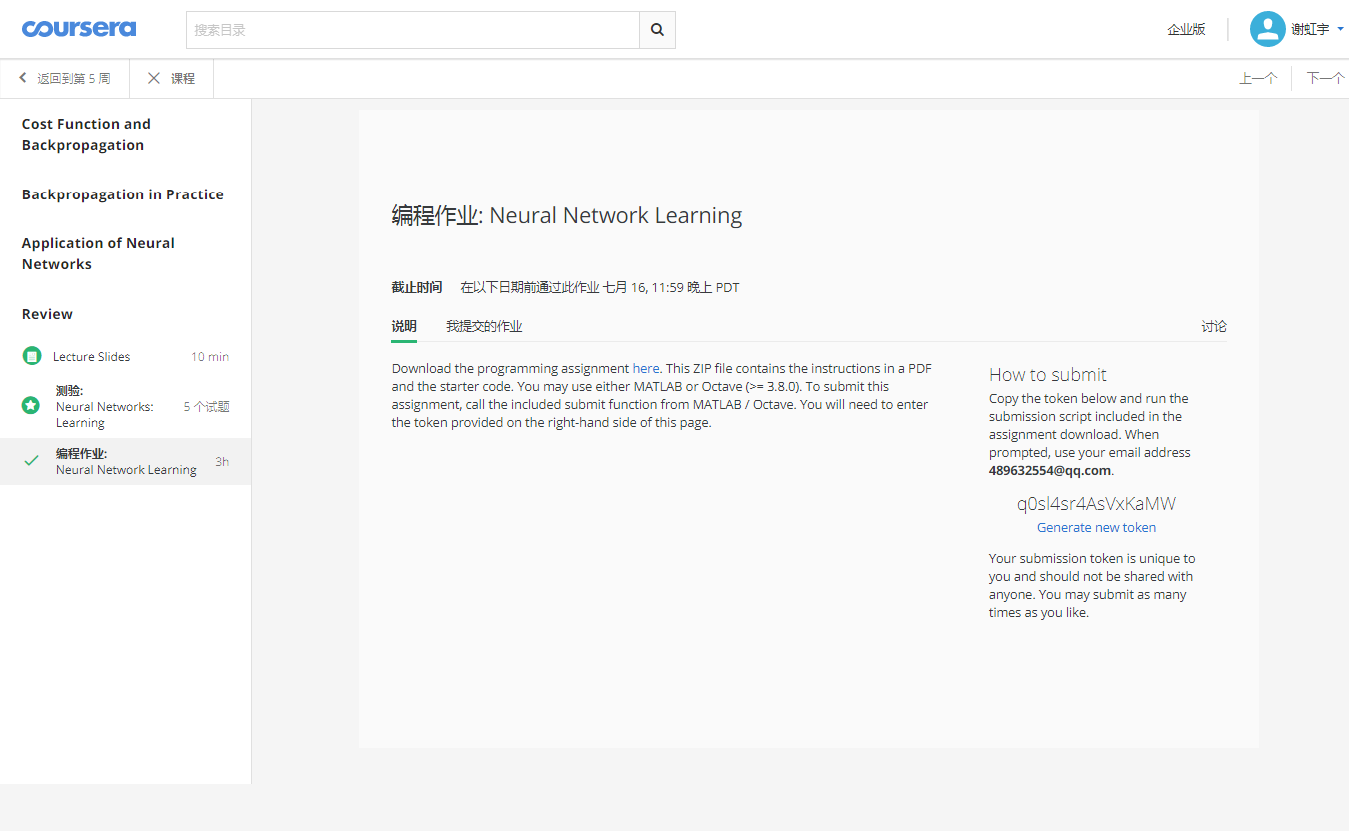 coursera
搜索目录
企业版
谢虹宇
返回到第 5 周
课程
上一个
下一个
Cost Function and
Backpropagation
Backpropagation in Practice
Application of Neural
Networks
Review
Lecture Slides
10 min
测验:
Neural Networks:
Learning
5 个试题
编程作业:
Neural Network Learning
3h
编程作业: Neural Network Learning
截止时间 在以下日期前通过此作业 七月 16, 11:59 晚上 PDT
说明
我提交的作业
讨论
Download the programming assignment here. This ZIP file contains the instructions in a PDF
and the starter code. You may use either MATLAB or Octave (>= 3.8.0). To submit this
assignment, call the included submit function from MATLAB / Octave. You will need to enter
the token provided on the right-hand side of this page.
How to submit
Copy the token below and run the
submission script included in the
assignment download. When
prompted, use your email address
489632554@qq.com.
q0sl4sr4AsVxKaMW
Generate new token
Your submission token is unique to
you and should not be shared with
anyone. You may submit as many
times as you like.